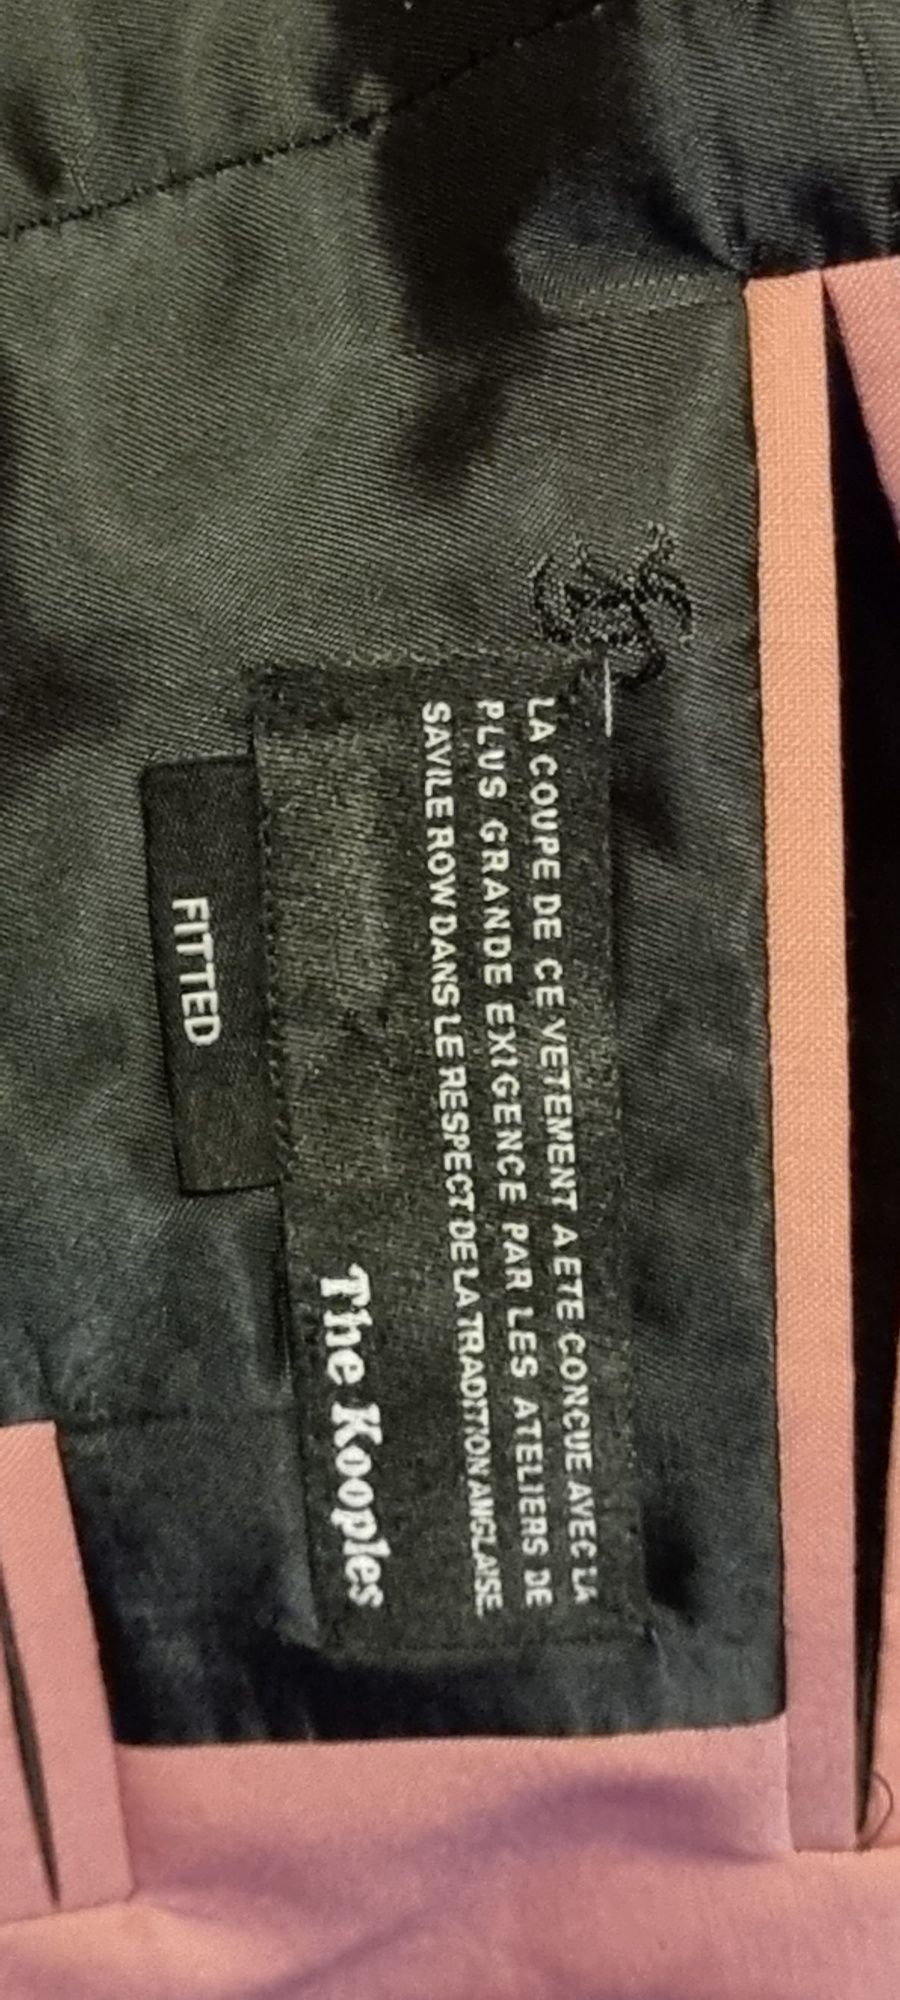 LA COUPE DE CE VETEMENT A ETE CONCUE AVEC LA
PLUS GRANDE EXIGENCE PAR LES ATELIERS DE
SAVILE ROW DANS LE RESPECT DE LA TRADITION ANGLAISE.
The Kooples
FITTED